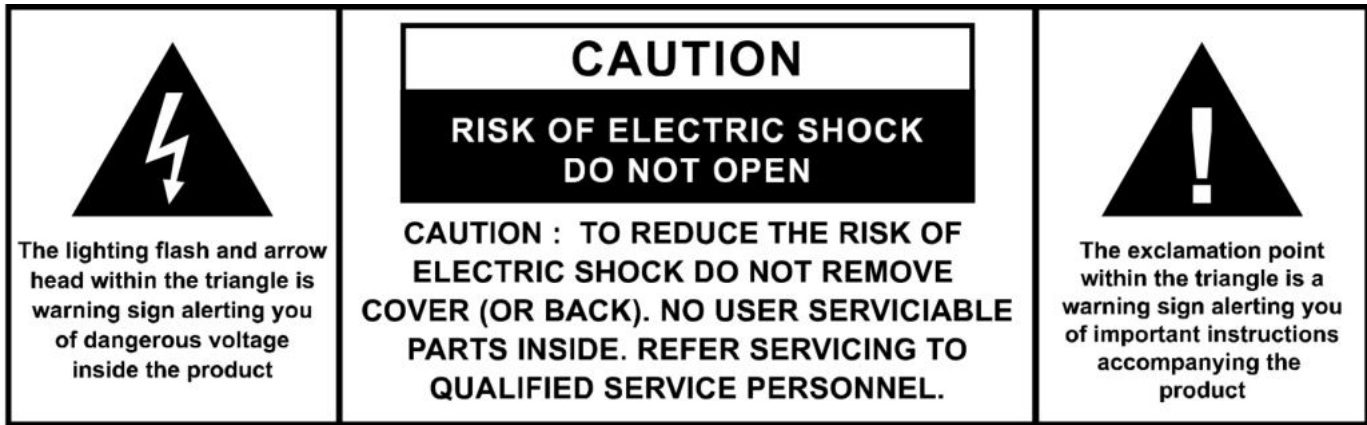 The lighting flash and arrow
head within the triangle is
warning sign alerting you
of dangerous voltage
inside the product
CAUTION
RISK OF ELECTRIC SHOCK
DO NOT OPEN
CAUTION : TO REDUCE THE RISK OF
ELECTRIC SHOCK DO NOT REMOVE
COVER (OR BACK). NO USER SERVICIABLE
PARTS INSIDE. REFER SERVICING TO
QUALIFIED SERVICE PERSONNEL.
!
The exclamation point
within the triangle is a
warning sign alerting you
of important instructions
accompanying the
product